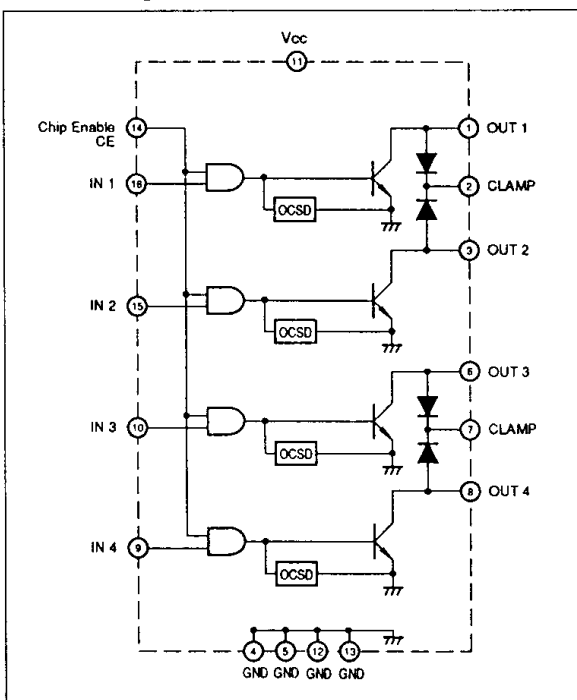 Vcc
11
Chip Enable
CE
14
1
OUT 1
IN 1
16
OCSD
2
CLAMP
3
OUT 2
IN 2
15
OCSD
6
OUT 3
IN 3
10
OCSD
7
CLAMP
8
OUT 4
IN 4
9
OCSD
4
5
12
13
GND
GND
GND
GND